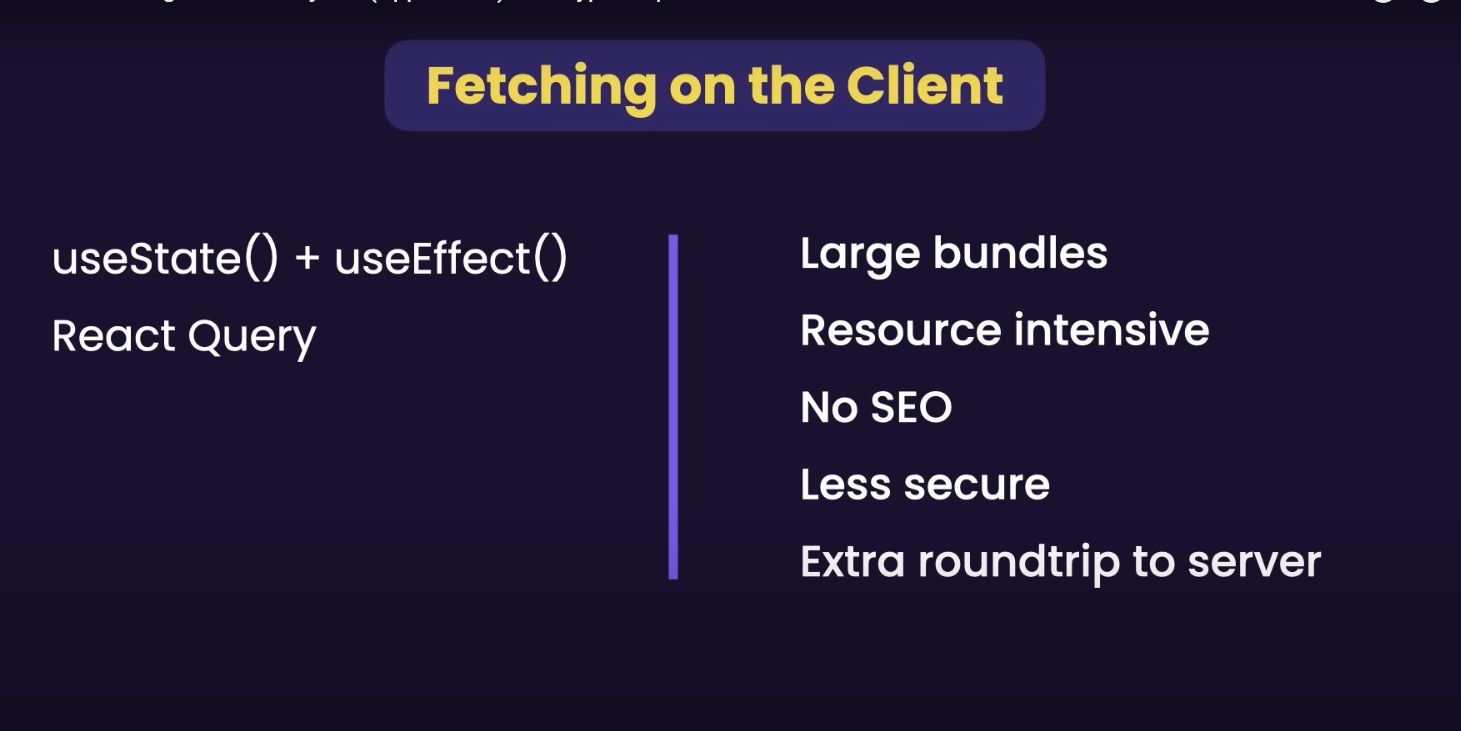 Fetching on the Client
useState() + useEffect()
React Query
Large bundles
Resource intensive
No SEO
Less secure
Extra roundtrip to server